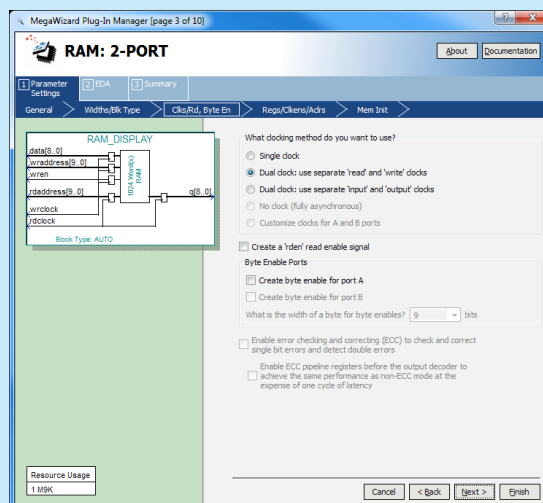 MegaWizard Plug-In Manager [page 3 of 10]
RAM: 2-PORT
About
Documentation
1 Parameter Settings
2 EDA
3 Summary
General
Widths/Blk Type
Clks/Rd, Byte En
Regs/Clkens/Adrs
Mem Init
RAM_DISPLAY
data[8..0]
wraddress[9..0]
wren
rdaddress[9..0]
q[8..0]
wrclock
rdclock
1024 Word(s)
RAM
Block Type: AUTO
What clocking method do you want to use?
Single clock
Dual clock: use separate 'read' and 'write' clocks
Dual clock: use separate 'input' and 'output' clocks
No clock (fully asynchronous)
Customize clocks for A and B ports
Create a 'rden' read enable signal
Byte Enable Ports
Create byte enable for port A
Create byte enable for port B
What is the width of a byte for byte enables? 9 bits
Enable error checking and correcting (ECC) to check and correct
single bit errors and detect double errors
Enable ECC pipeline registers before the output decoder to
achieve the same performance as non-ECC mode at the
expense of one cycle of latency
Resource Usage
1 M9K
Cancel
< Back
Next >
Finish